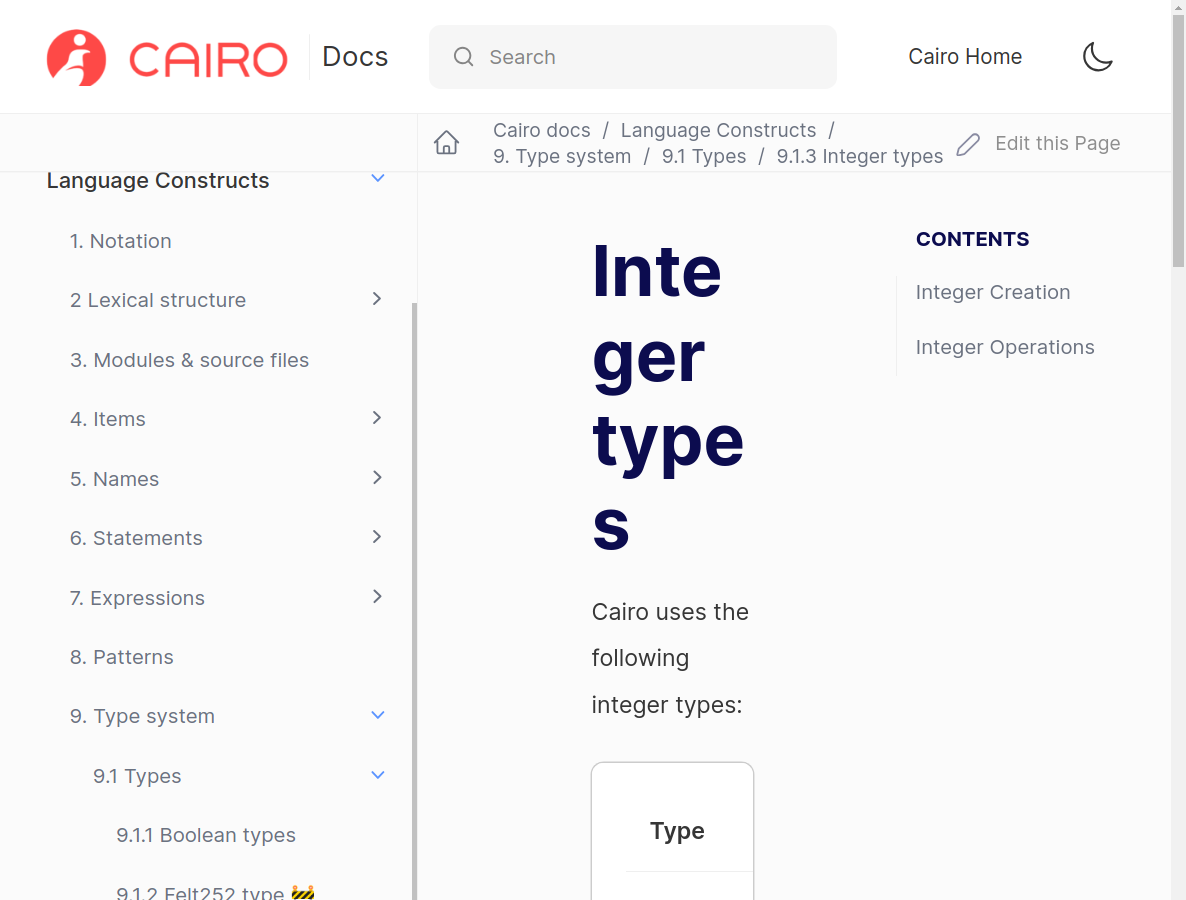 CAIRO Docs
Search
Cairo Home
Cairo docs / Language Constructs /
9. Type system / 9.1 Types / 9.1.3 Integer types
Edit this Page
Language Constructs
1. Notation
2 Lexical structure
3. Modules & source files
4. Items
5. Names
6. Statements
7. Expressions
8. Patterns
9. Type system
9.1 Types
9.1.1 Boolean types
9.1.2 Felt252 type 🚧
Inte
ger
type
s
Cairo uses the
following
integer types:
Type
CONTENTS
Integer Creation
Integer Operations